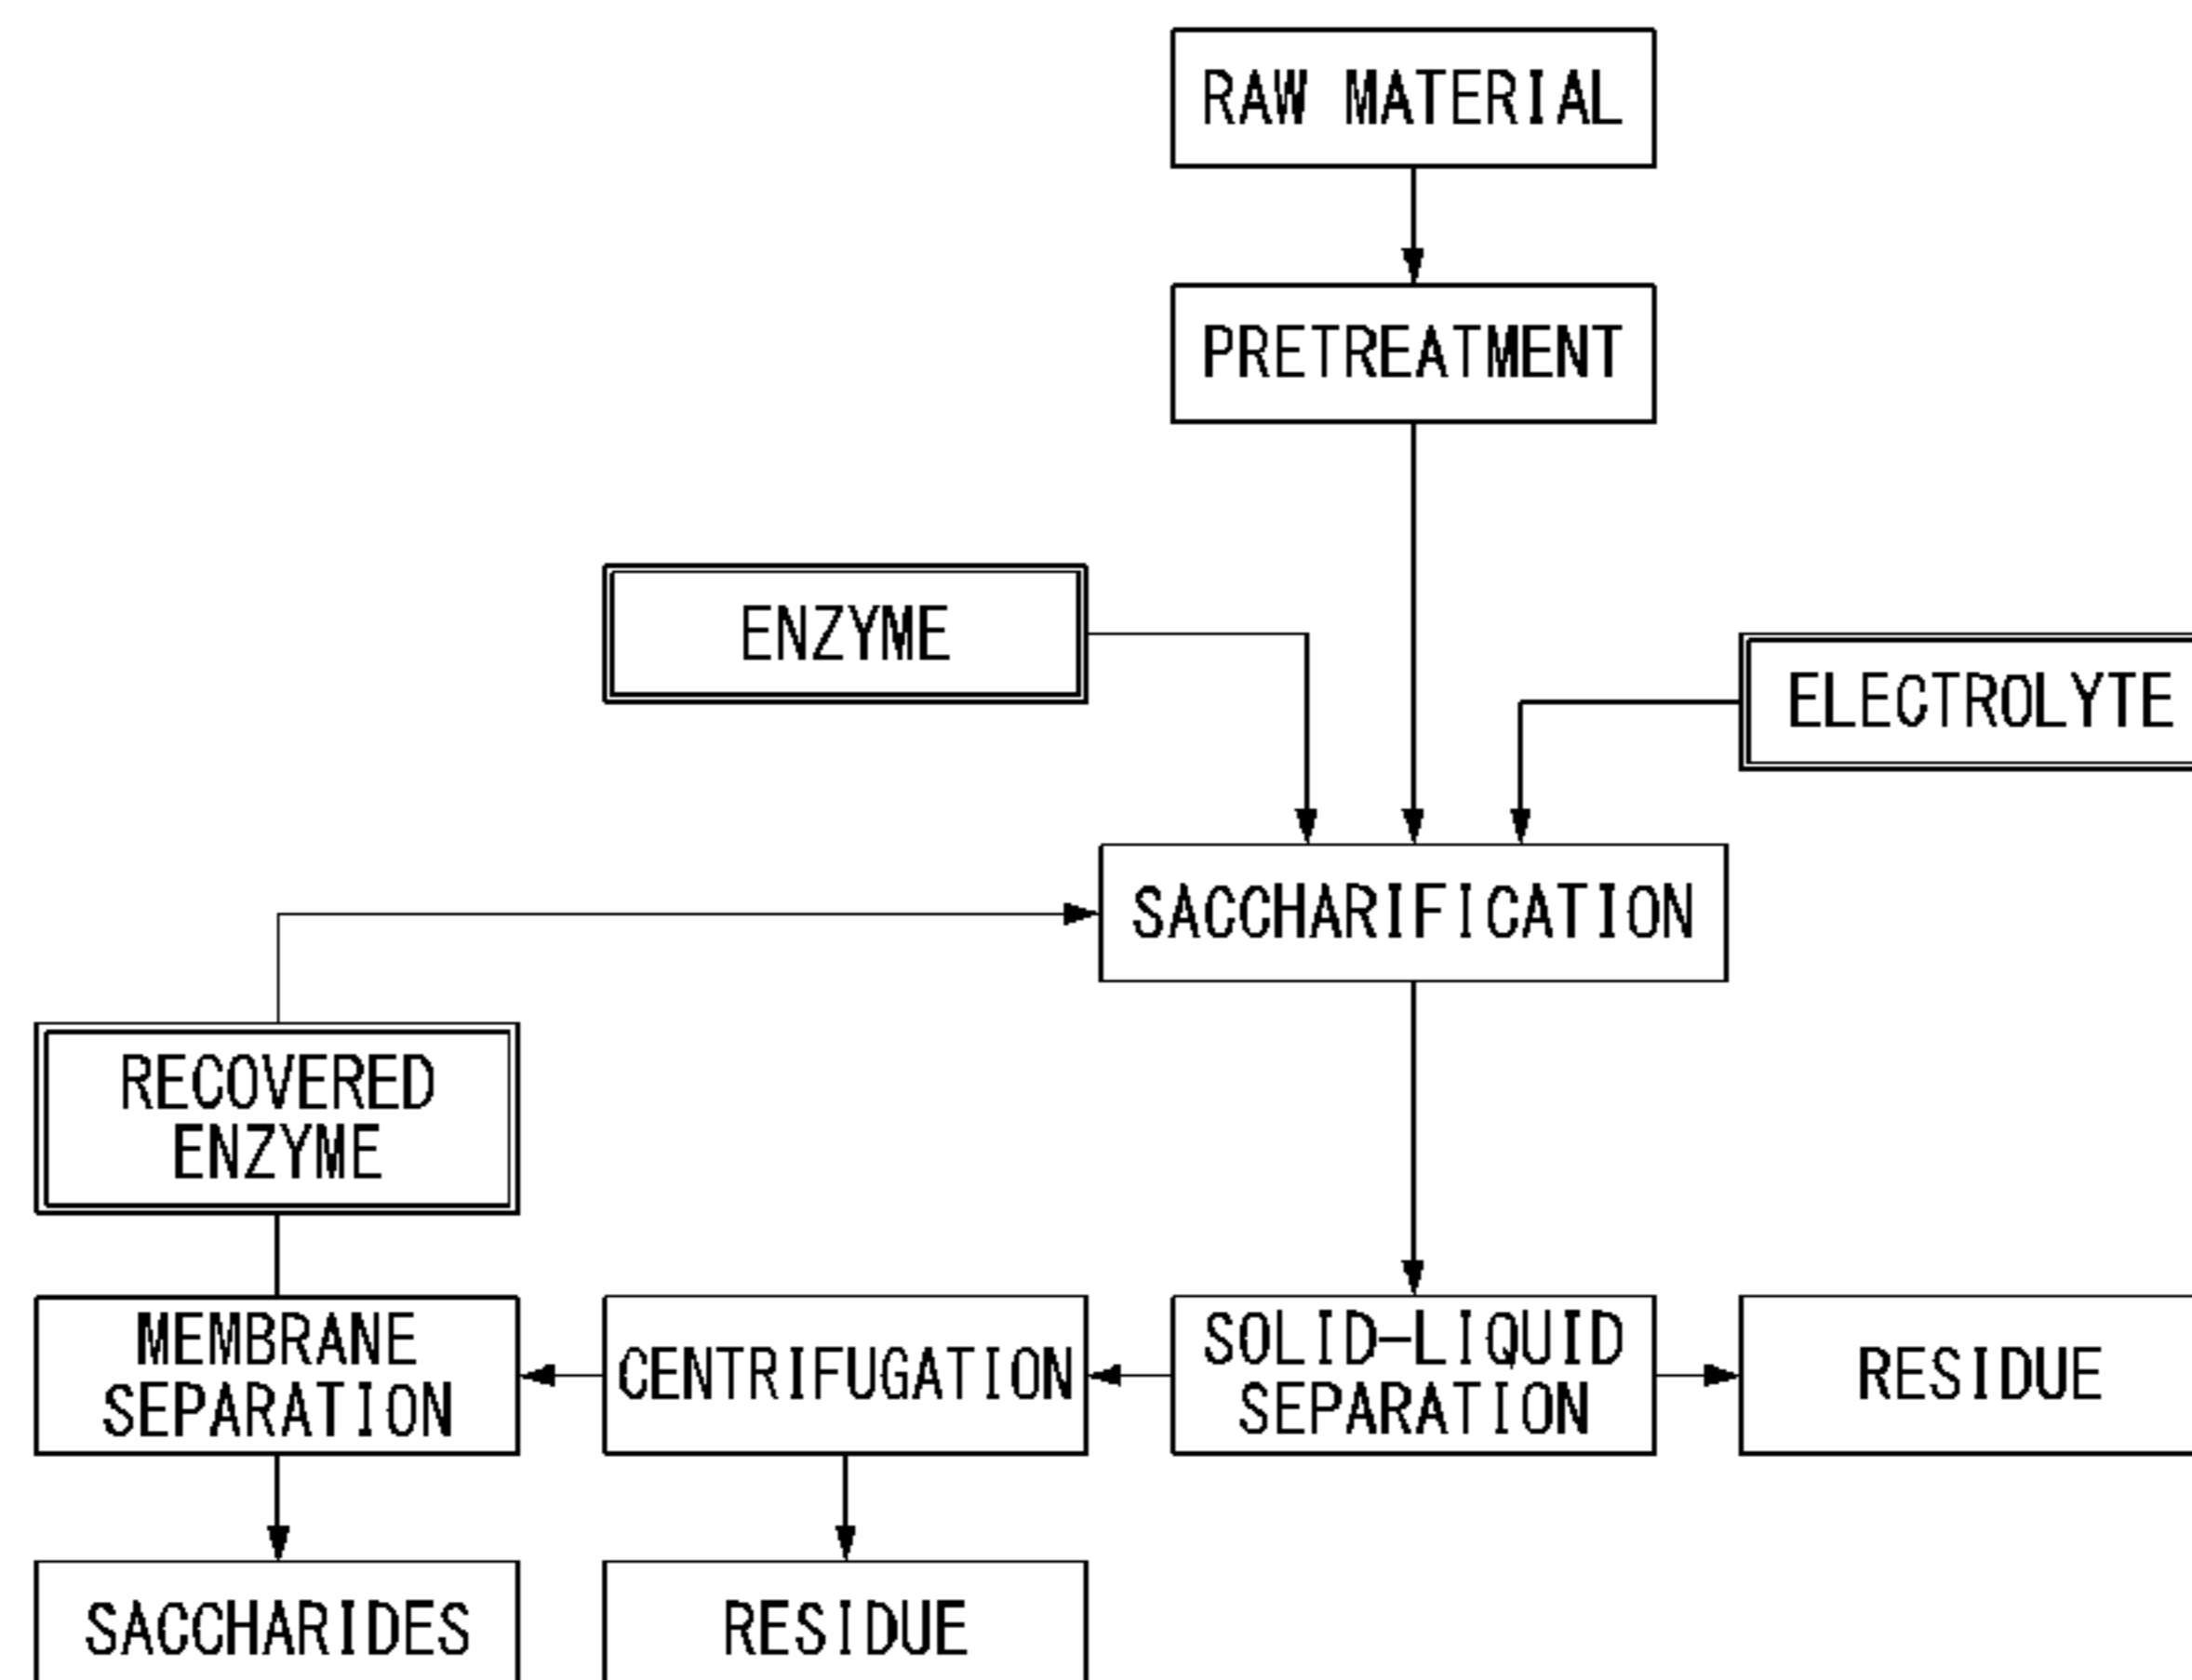 RAW MATERIAL
PRETREATMENT
ENZYME
ELECTROLYTE
SACCHARIFICATION
RECOVERED
ENZYME
MEMBRANE
SEPARATION
CENTRIFUGATION
SOLID-LIQUID
SEPARATION
RESIDUE
SACCHARIDES
RESIDUE